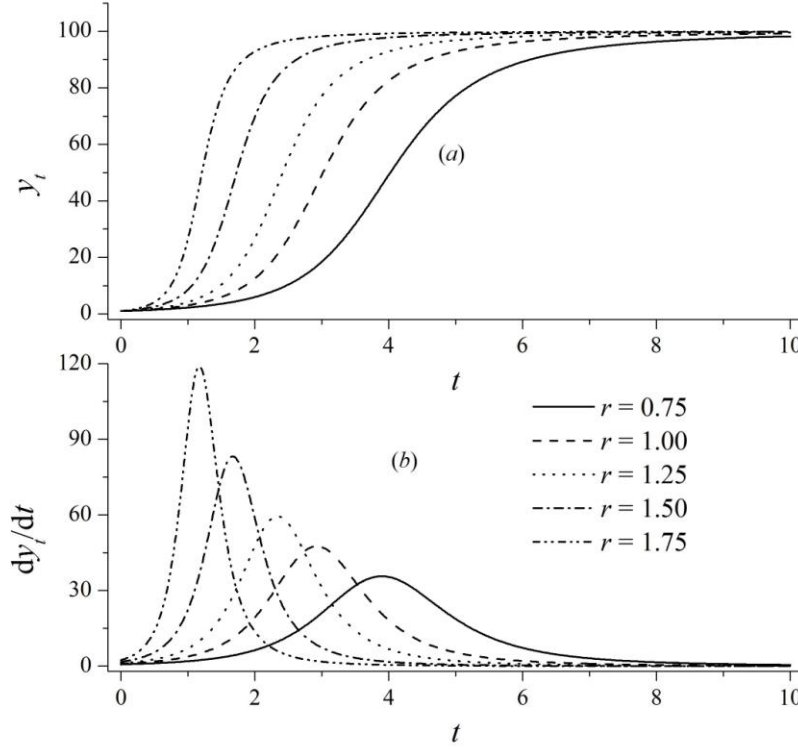 100
80
60
40
20
0
y_t
(a)
0 2 4 6 8 10
t
120
90
60
30
0
dy_t/dt
(b)
r = 0.75
r = 1.00
r = 1.25
r = 1.50
r = 1.75
0 2 4 6 8 10
t